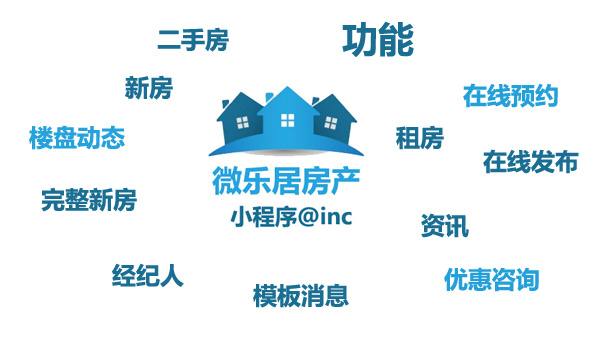 二手房
功能
新房
在线预约
楼盘动态
租房
在线发布
微乐居房产
完整新房
小程序@inc
资讯
经纪人
优惠咨询
模板消息